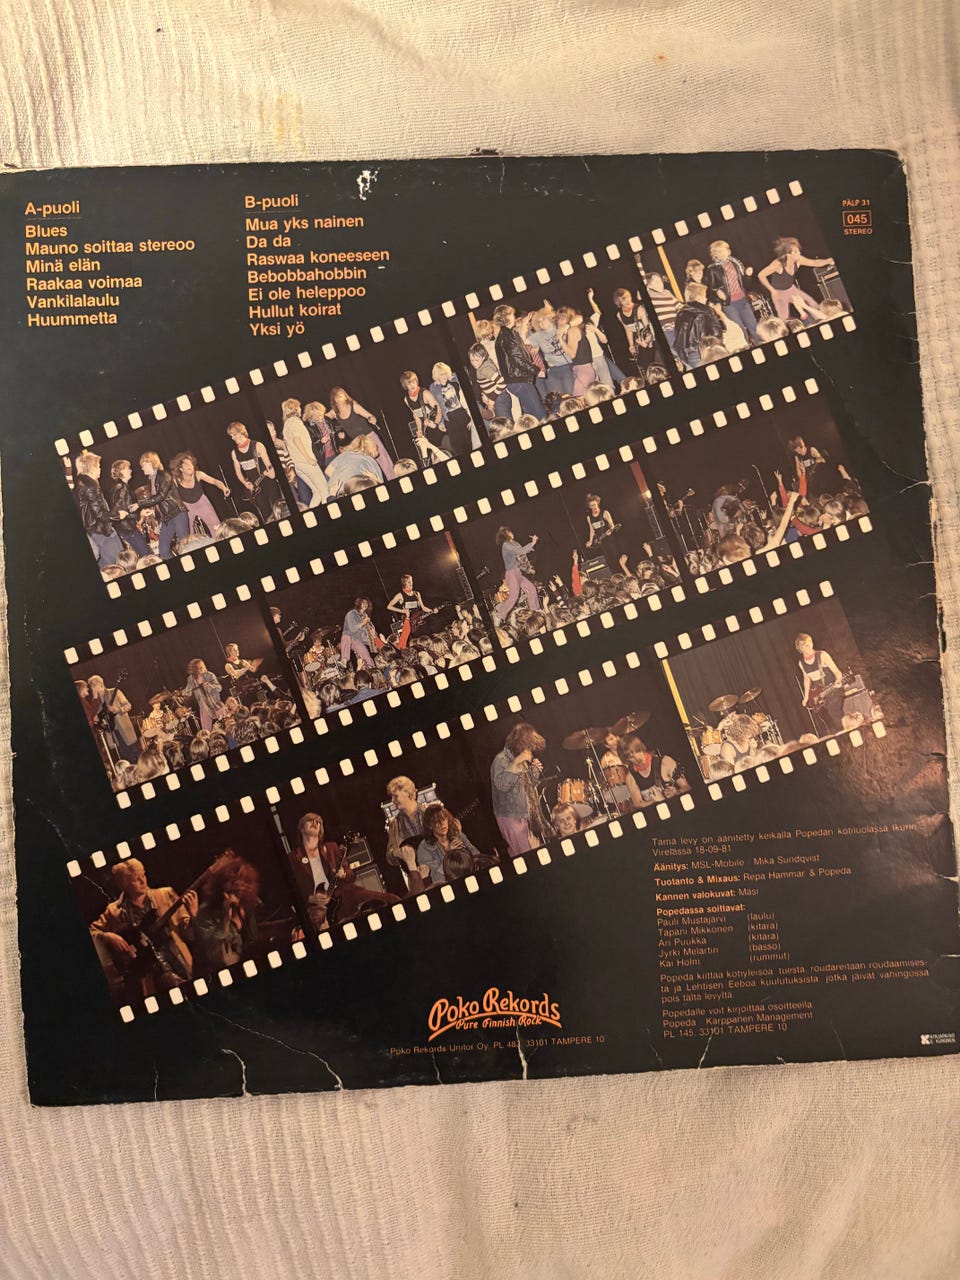 A-puoli
Blues
Mauno soittaa stereoo
Minä elän
Raakaa voimaa
Vankilalaulu
Huummetta
B-puoli
Mua yks nainen
Da da
Raswaa koneeseen
Bebobbahobbin
Ei ole heleppoo
Hullut koirat
Yksi yö
PÄLP 31
045
STEREO
Tämä levy on äänitetty keikalla Popedan kotiluolassa Ikurin
Virelässä 18-09-81
Äänitys: MSL-Mobile Mika Sundqvist
Tuotanto & Mixaus: Repa Hammar & Popeda
Kannen valokuvat: Mäsi
Popedassa soittavat:
Pauli Mustajärvi (laulu)
Tapani Mikkonen (kitara)
Ari Puukka (kitara)
Jyrki Melartin (basso)
Kai Holm (rummut)
Popeda kiittää kotiyleisöä tuesta, roudareitaan roudaamises-
ta ja Lehtisen Eeboa kuulutuksista, jotka jäivät vahingossa
pois tältä levyltä
Popedalle voit kirjoittaa osoitteella
Popeda Karppanen Management
PL 145, 33101 TAMPERE 10
Poko Rekords
Pure Finnish Rock
Poko Rekords Unitor Oy, PL 483, 33101 TAMPERE 10